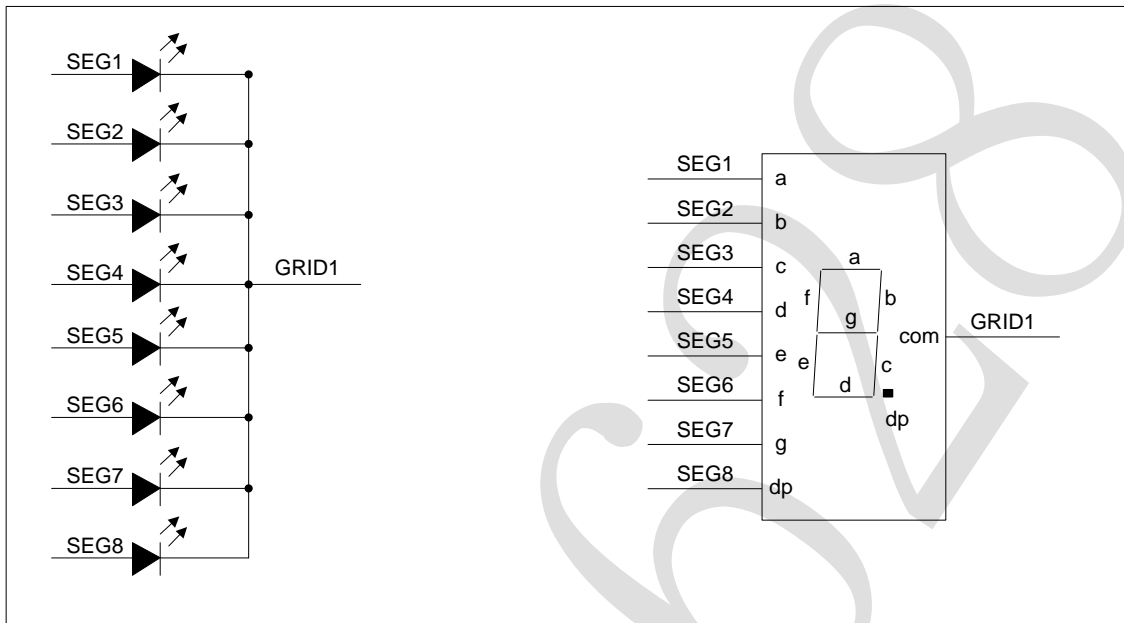 SEG1
SEG2
SEG3
SEG4
GRID1
SEG5
SEG6
SEG7
SEG8
SEG1
a
SEG2
b
SEG3
c
SEG4
d
SEG5
e
SEG6
f
SEG7
g
SEG8
dp
a
f
b
g
e
c
d
dp
com
GRID1
628